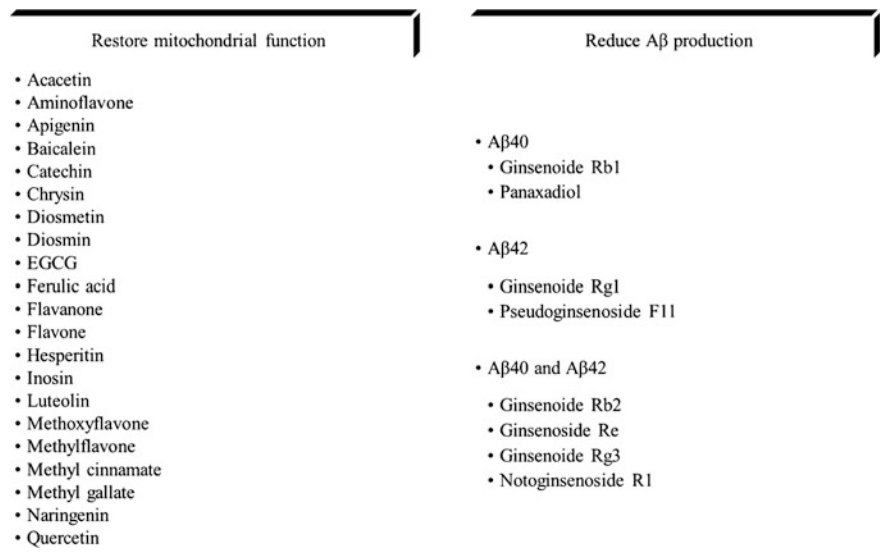 Restore mitochondrial function
• Acacetin
• Aminoflavone
• Apigenin
• Baicalein
• Catechin
• Chrysin
• Diosmetin
• Diosmin
• EGCG
• Ferulic acid
• Flavanone
• Flavone
• Hesperitin
• Inosin
• Luteolin
• Methoxyflavone
• Methylflavone
• Methyl cinnamate
• Methyl gallate
• Naringenin
• Quercetin
Reduce Aβ production
• Aβ40
• Ginsenoide Rb1
• Panaxadiol
• Aβ42
• Ginsenoide Rg1
• Pseudoginsenoside F11
• Aβ40 and Aβ42
• Ginsenoide Rb2
• Ginsenoside Re
• Ginsenoide Rg3
• Notoginsenoside R1